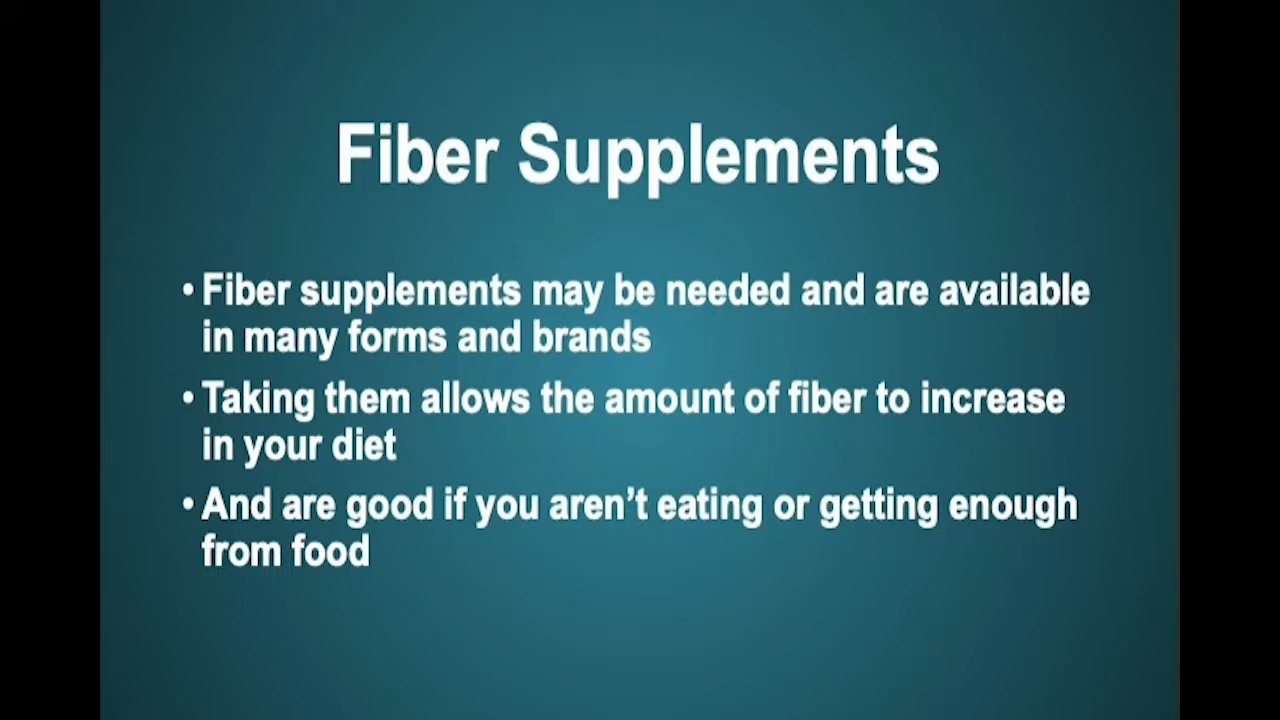 Fiber Supplements
• Fiber supplements may be needed and are available
in many forms and brands
• Taking them allows the amount of fiber to increase
in your diet
• And are good if you aren’t eating or getting enough
from food